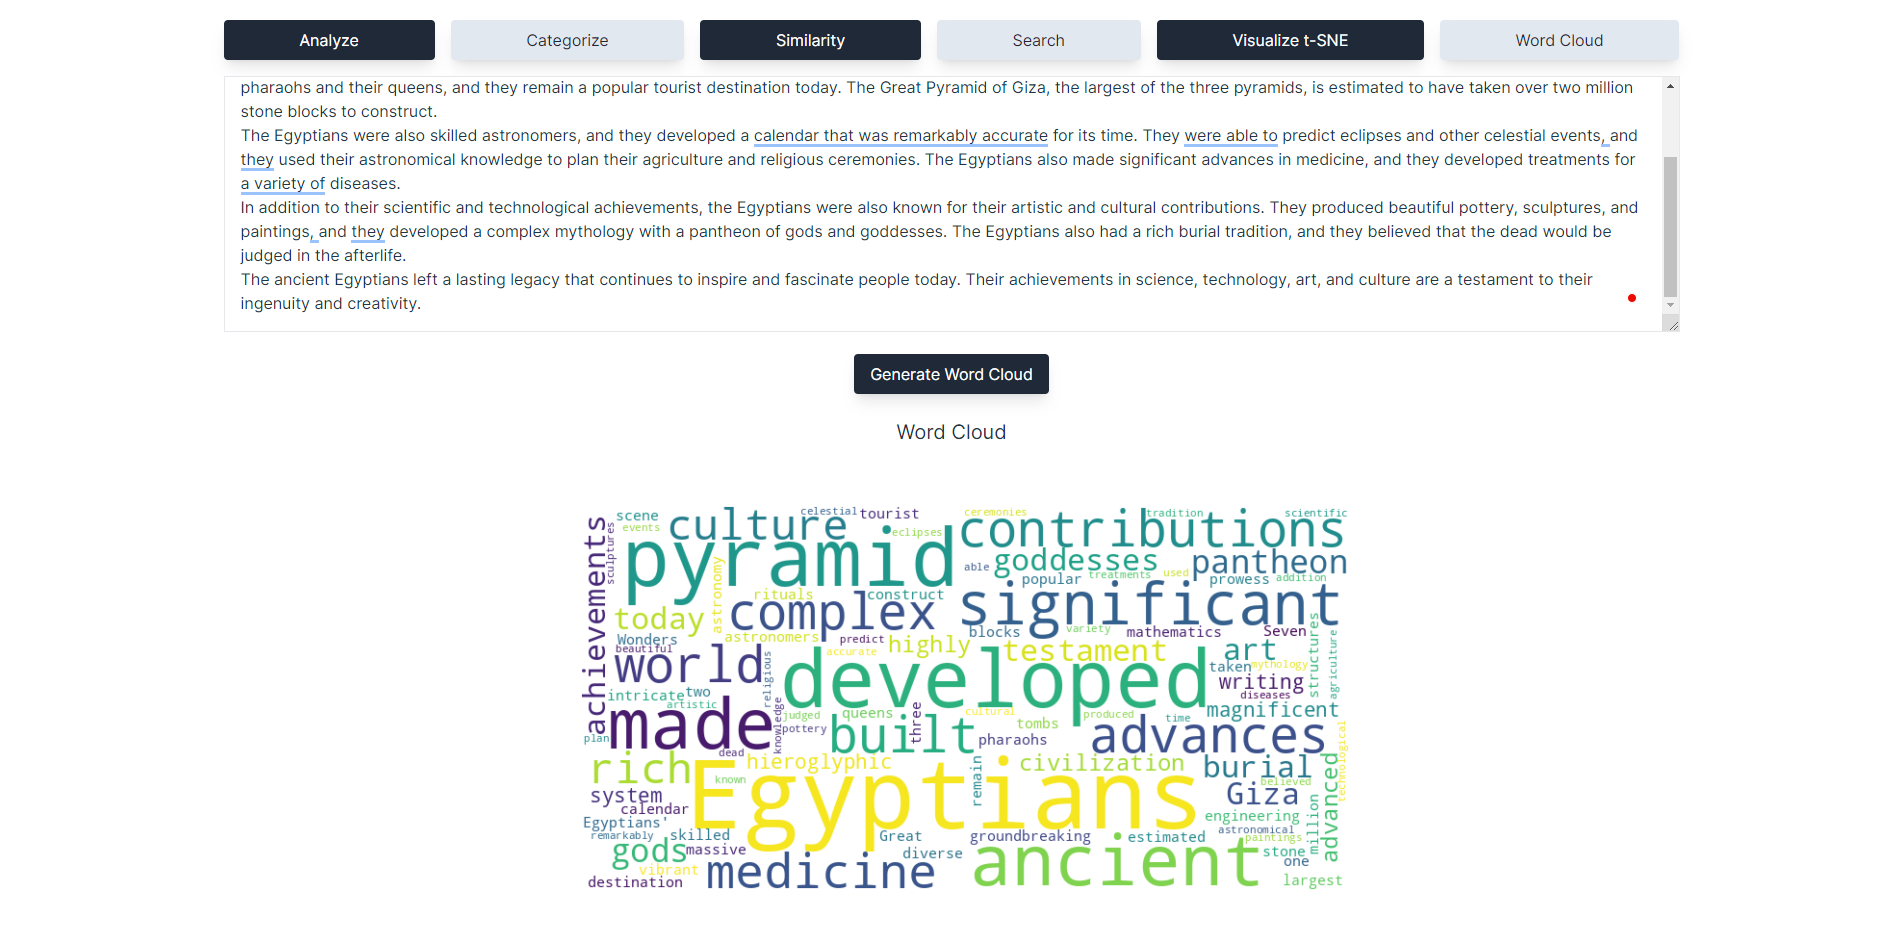 Analyze
Categorize
Similarity
Search
Visualize t-SNE
Word Cloud
pharaohs and their queens, and they remain a popular tourist destination today. The Great Pyramid of Giza, the largest of the three pyramids, is estimated to have taken over two million
stone blocks to construct.
The Egyptians were also skilled astronomers, and they developed a calendar that was remarkably accurate for its time. They were able to predict eclipses and other celestial events, and
they used their astronomical knowledge to plan their agriculture and religious ceremonies. The Egyptians also made significant advances in medicine, and they developed treatments for
a variety of diseases.
In addition to their scientific and technological achievements, the Egyptians were also known for their artistic and cultural contributions. They produced beautiful pottery, sculptures, and
paintings, and they developed a complex mythology with a pantheon of gods and goddesses. The Egyptians also had a rich burial tradition, and they believed that the dead would be
judged in the afterlife.
The ancient Egyptians left a lasting legacy that continues to inspire and fascinate people today. Their achievements in science, technology, art, and culture are a testament to their
ingenuity and creativity.
Generate Word Cloud
Word Cloud
scene
culture
celestial
tourist
ceremonies
contributions
tradition
scientific
achievements
sculptures
events
pyramid
eclipses
goddesses
pantheon
able
popular
treatments
used
prowess
addition
astronomy
rituals
construct
significant
today
complex
Wonders
astronomers
predict
highly
blocks
variety
mathematics
Seven
structures
agriculture
beautiful
world
religious
accurate
testament
art
taken
mythology
developed
writing
intricate
two
artistic
diseases
magnificent
made
knowledge
judged
queens
three
cultural
tombs
produced
time
pottery
built
pharaohs
advances
plan
dead
technological
rich
hieroglyphic
remain
civilization
burial
advanced
known
believed
Egyptians
system
Giza
million
calendar
engineering
Egyptians'
remarkably
skilled
Great
groundbreaking
estimated
astronomical
paintings
gods
massive
diverse
ancient
stone
one
vibrant
medicine
destination
largest